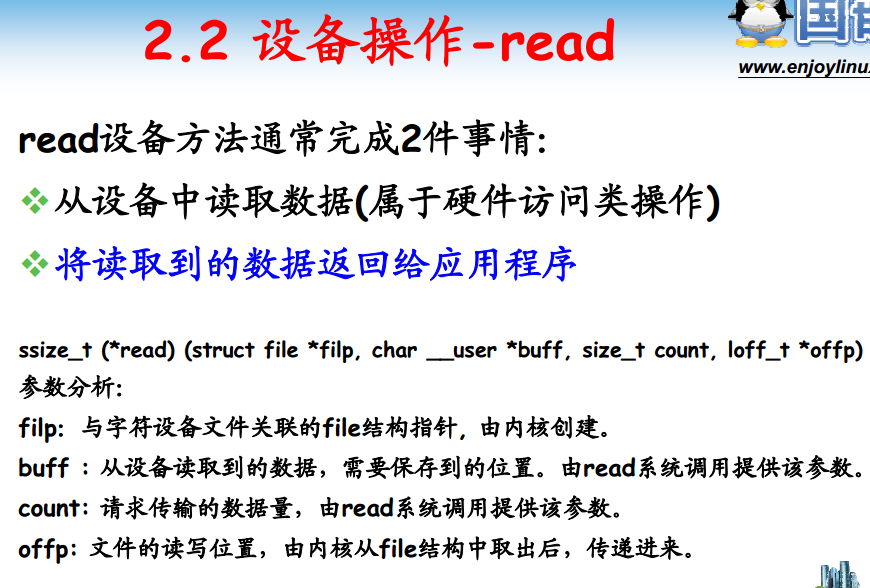 2.2 设备操作-read
国
www.enjoylinux
read设备方法通常完成2件事情:
从设备中读取数据(属于硬件访问类操作)
将读取到的数据返回给应用程序
ssize_t (*read) (struct file *filp, char __user *buff, size_t count, loff_t *offp)
参数分析:
filp: 与字符设备文件关联的file结构指针, 由内核创建。
buff : 从设备读取到的数据，需要保存到的位置。由read系统调用提供该参数。
count: 请求传输的数据量，由read系统调用提供该参数。
offp: 文件的读写位置，由内核从file结构中取出后，传递进来。